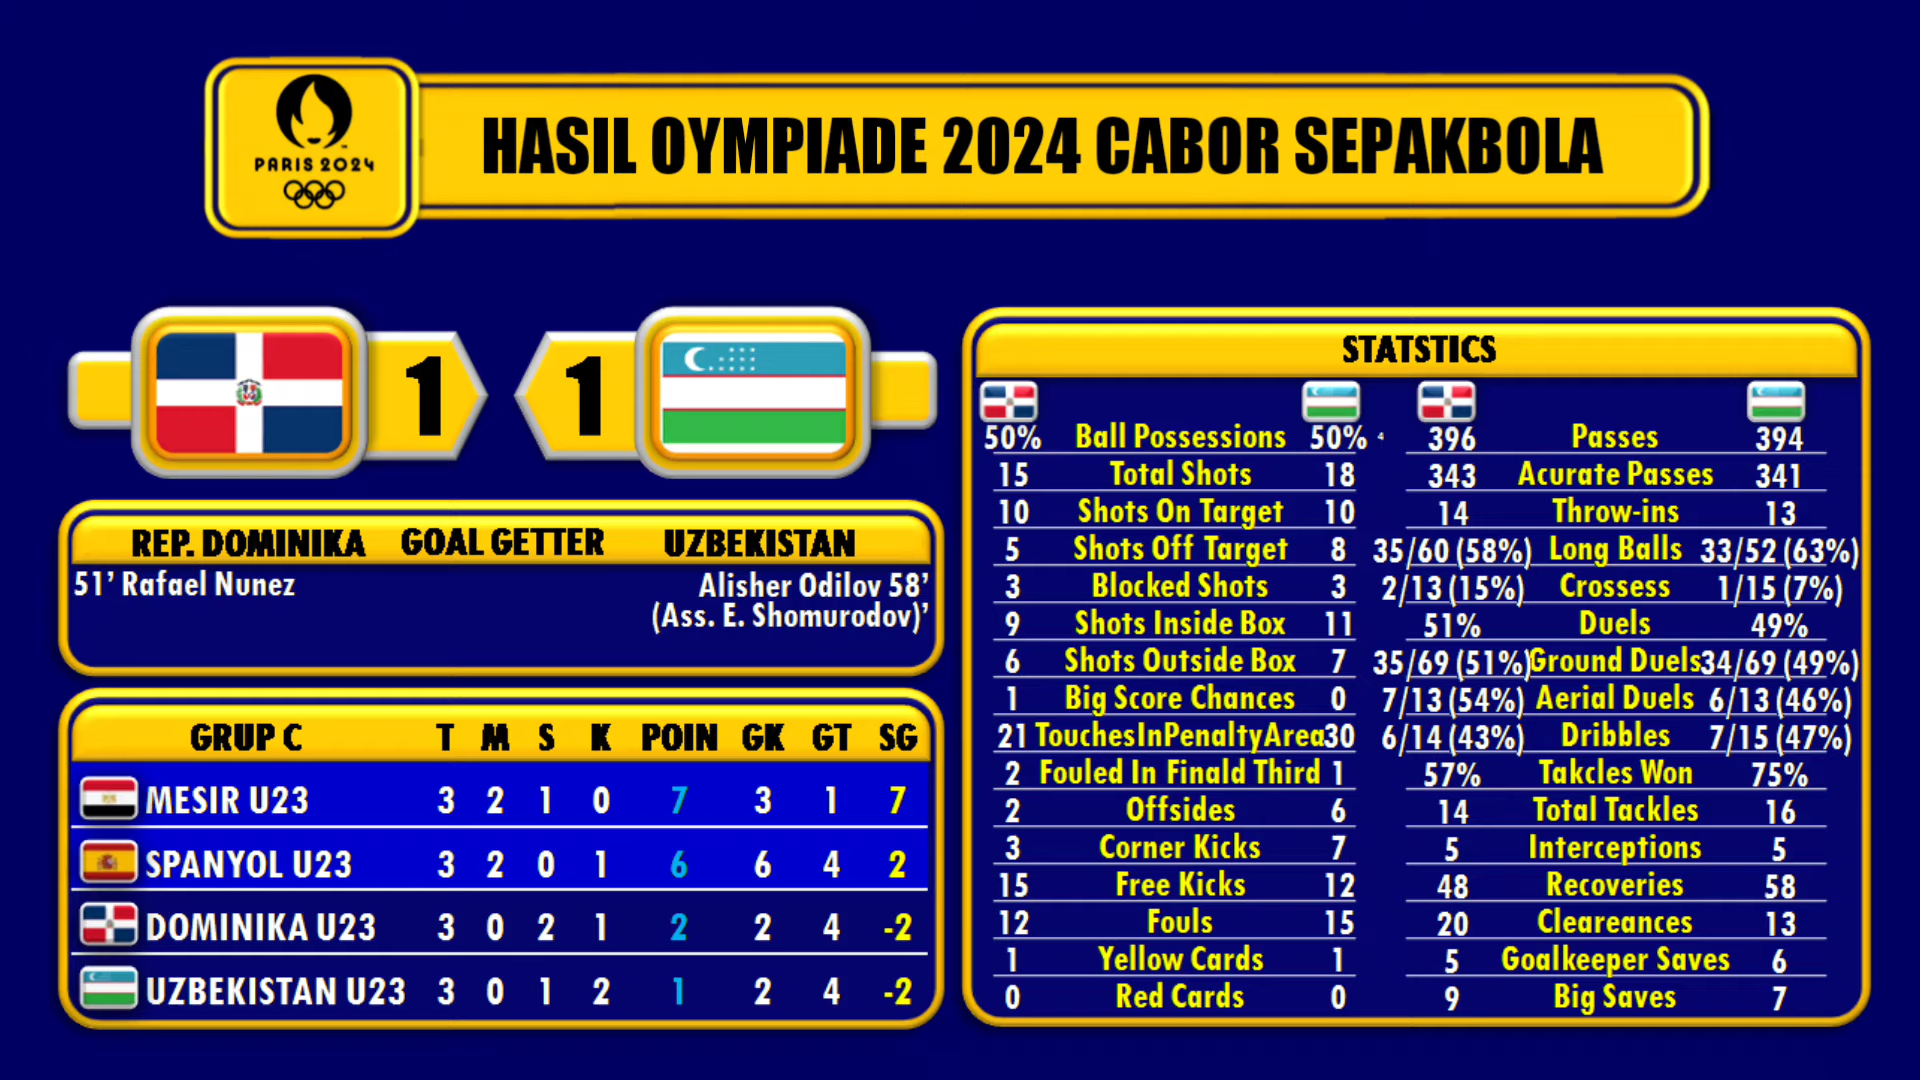 PARIS 2024
HASIL OYMPIADE 2024 CABOR SEPAKBOLA
1 1
REP. DOMINIKA GOAL GETTER UZBEKISTAN
51’ Rafael Nunez Alisher Odilov 58’
(Ass. E. Shomurodov)’
GRUP C T M S K POIN GK GT SG
MESIR U23 3 2 1 0 7 3 1 7
SPANYOL U23 3 2 0 1 6 6 4 2
DOMINIKA U23 3 0 2 1 2 2 4 -2
UZBEKISTAN U23 3 0 1 2 1 2 4 -2
STATSTICS
50% Ball Possessions 50% 4 396 Passes 394
15 Total Shots 18 343 Acurate Passes 341
10 Shots On Target 10 14 Throw-ins 13
5 Shots Off Target 8 35/60 (58%) Long Balls 33/52 (63%)
3 Blocked Shots 3 2/13 (15%) Crossess 1/15 (7%)
9 Shots Inside Box 11 51% Duels 49%
6 Shots Outside Box 7 35/69 (51%) Ground Duels 34/69 (49%)
1 Big Score Chances 0 7/13 (54%) Aerial Duels 6/13 (46%)
21 TouchesInPenaltyArea 30 6/14 (43%) Dribbles 7/15 (47%)
2 Fouled In Finald Third 1 57% Takcles Won 75%
2 Offsides 6 14 Total Tackles 16
3 Corner Kicks 7 5 Interceptions 5
15 Free Kicks 12 48 Recoveries 58
12 Fouls 15 20 Cleareances 13
1 Yellow Cards 1 5 Goalkeeper Saves 6
0 Red Cards 0 9 Big Saves 7